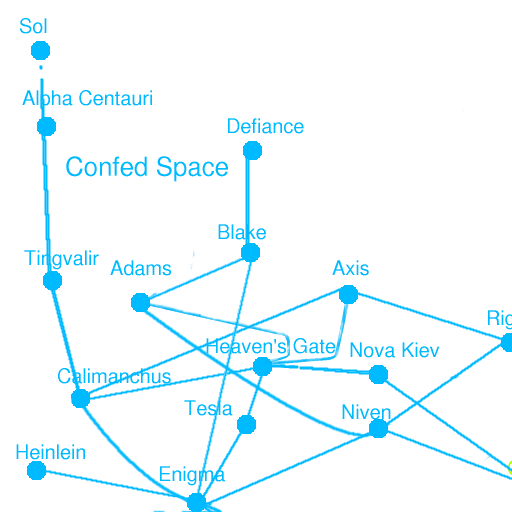 Sol
Alpha Centauri
Defiance
Confed Space
Blake
Tingvalir
Adams
Axis
Rig
Heaven's Gate
Nova Kiev
Calimanchus
Tesla
Niven
Heinlein
Enigma